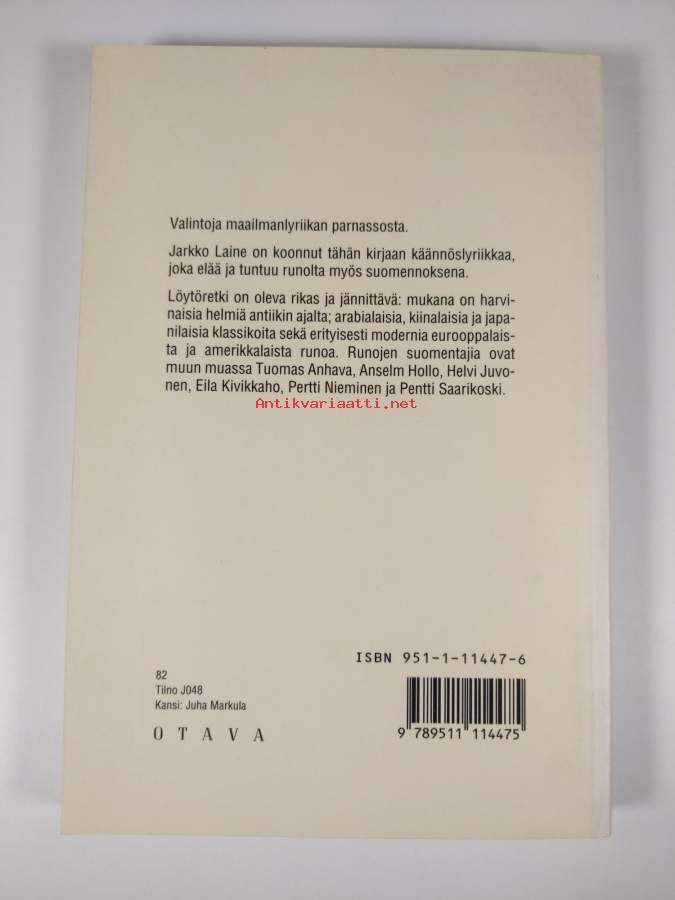 Valintoja maailmanlyriikan parnassosta.
Jarkko Laine on koonnut tähän kirjaan käännöslyriikkaa,
joka elää ja tuntuu runolta myös suomennoksena.
Löytöretki on oleva rikas ja jännittävä: mukana on harvi-
naisia helmiä antiikin ajalta; arabialaisia, kiinalaisia ja japa-
nilaisia klassikoita sekä erityisesti modernia eurooppalais-
ta ja amerikkalaista runoa. Runojen suomentajia ovat
muun muassa Tuomas Anhava, Anselm Hollo, Helvi Juvo-
nen, Eila Kivikkaho, Pertti Nieminen ja Pentti Saarikoski.
Antikvariaatti.net
ISBN 951-1-11447-6
82
Tilno J048
Kansi: Juha Markula
OTAVA
9 789511 114475